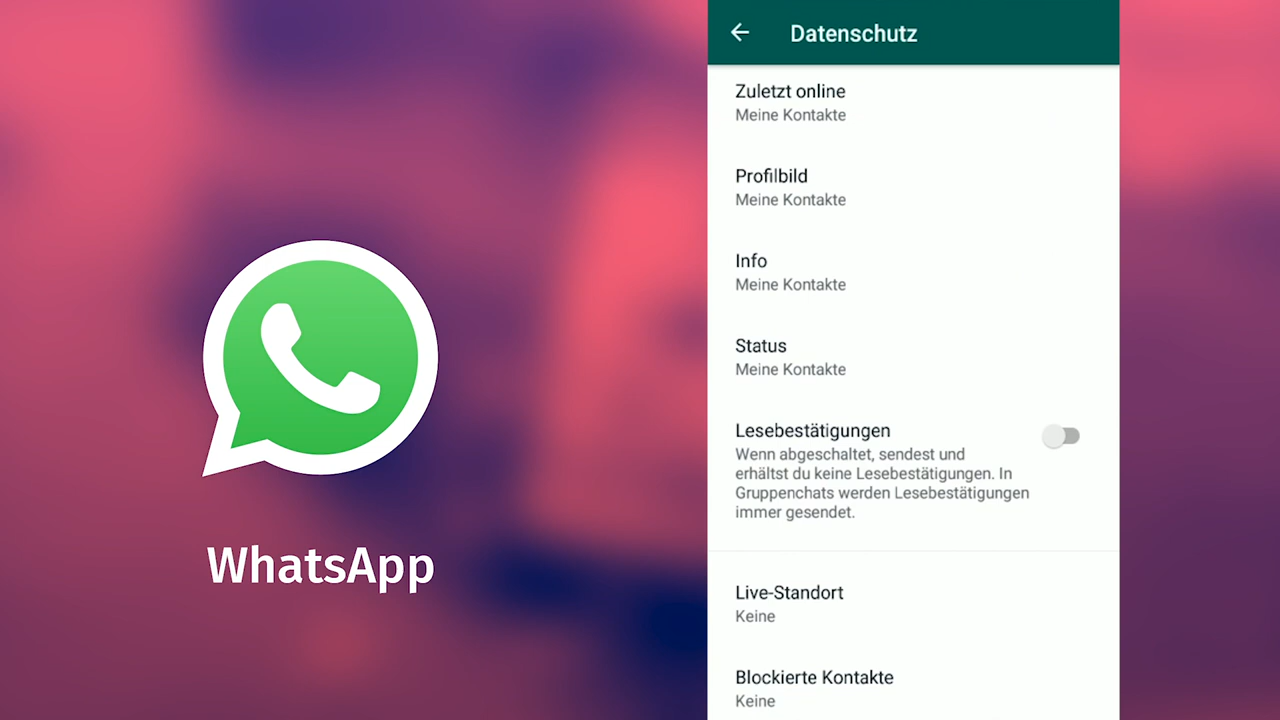 WhatsApp
Datenschutz
Zuletzt online
Meine Kontakte
Profilbild
Meine Kontakte
Info
Meine Kontakte
Status
Meine Kontakte
Lesebestätigungen
Wenn abgeschaltet, sendest und
erhältst du keine Lesebestätigungen. In
Gruppenchats werden Lesebestätigungen
immer gesendet.
Live-Standort
Keine
Blockierte Kontakte
Keine